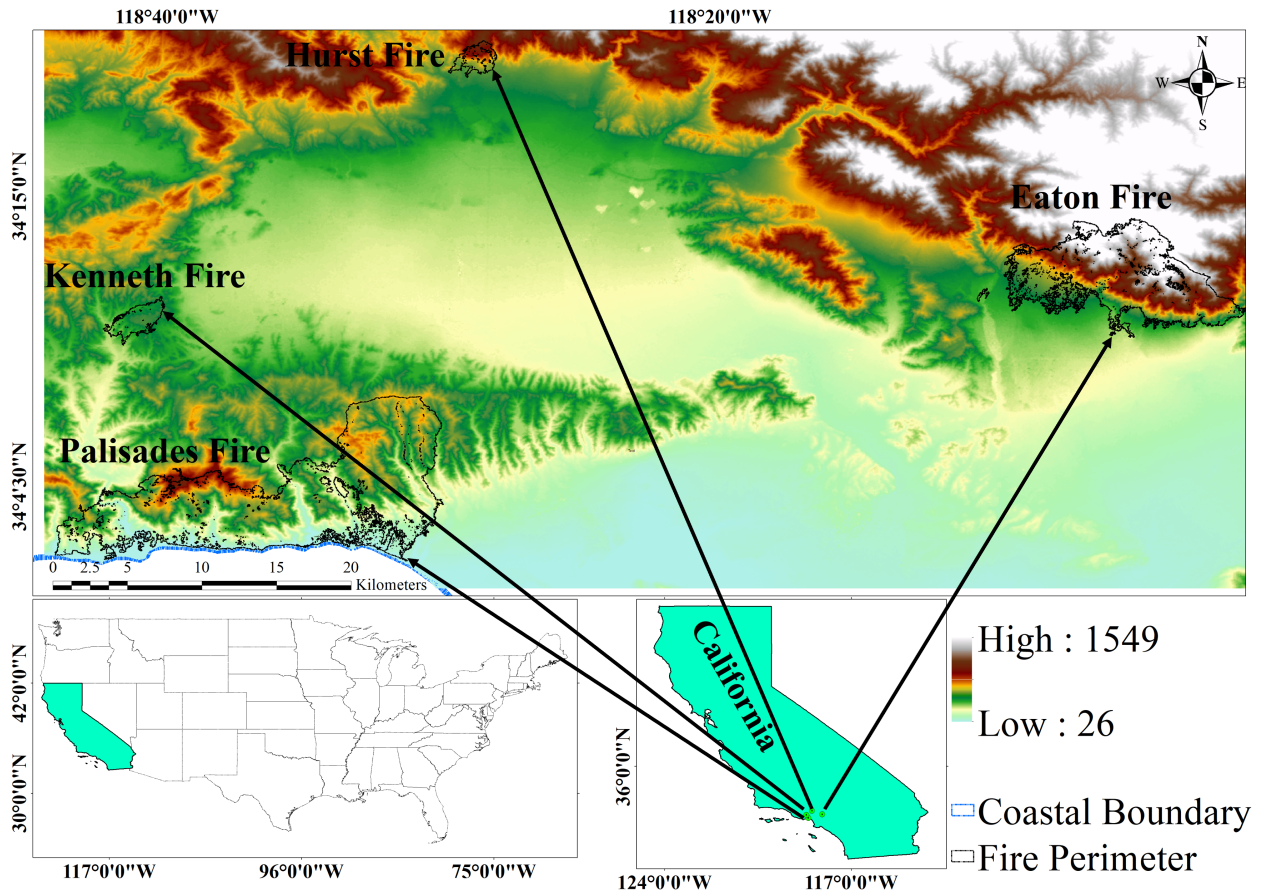 118°40'0"W
118°20'0"W
Hurst Fire
N
W
E
S
34°15'0"N
Eaton Fire
Kenneth Fire
Palisades Fire
34°4'30"N
0 2.5 5 10 15 20
Kilometers
California
High : 1549
Low : 26
42°0'0"N
36°0'0"N
30°0'0"N
Coastal Boundary
Fire Perimeter
117°0'0"W
96°0'0"W
75°0'0"W
124°0'0"W
117°0'0"W